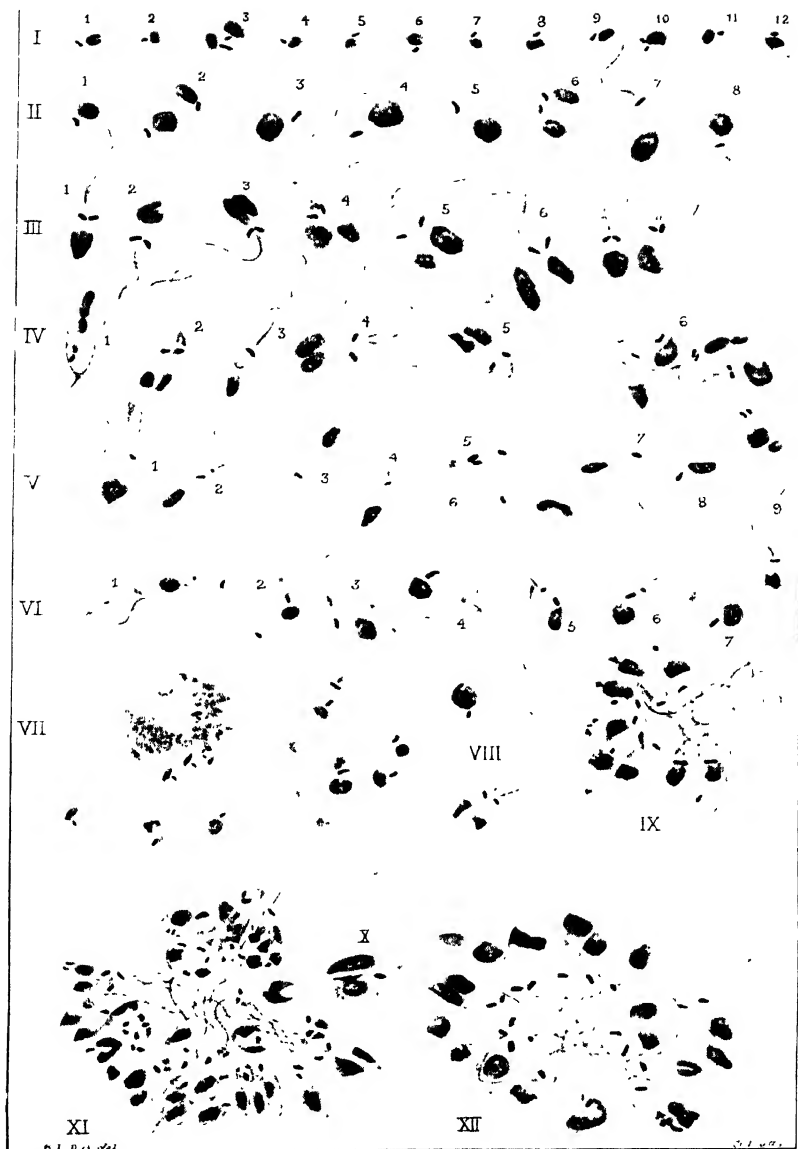 I 1 2 3 4 5 6 7 8 9 10 11 12
II 1 2 3 4 5 6 7 8
III 1 2 3 4 5 6 7
IV 1 2 3 4 5 6
V 1 2 3 4 5 6 7 8 9
VI 1 2 3 4 5 6 7
VII VIII
IX
X
XI XII